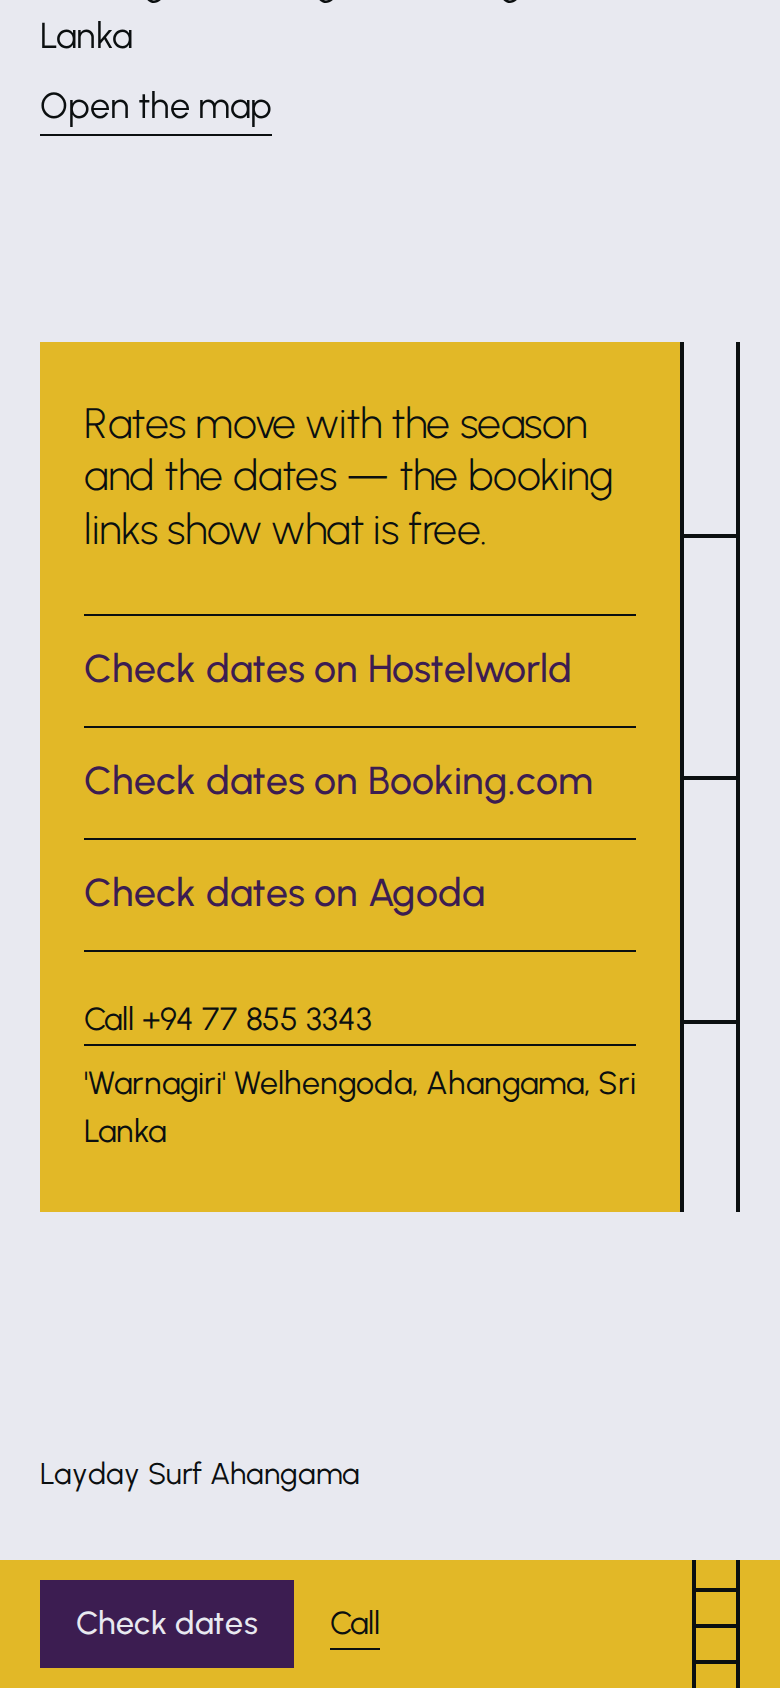 Lanka
Open the map
Rates move with the season
and the dates — the booking
links show what is free.
Check dates on Hostelworld
Check dates on Booking.com
Check dates on Agoda
Call +94 77 855 3343
'Warnagiri' Welhengoda, Ahangama, Sri
Lanka
Layday Surf Ahangama
Check dates
Call